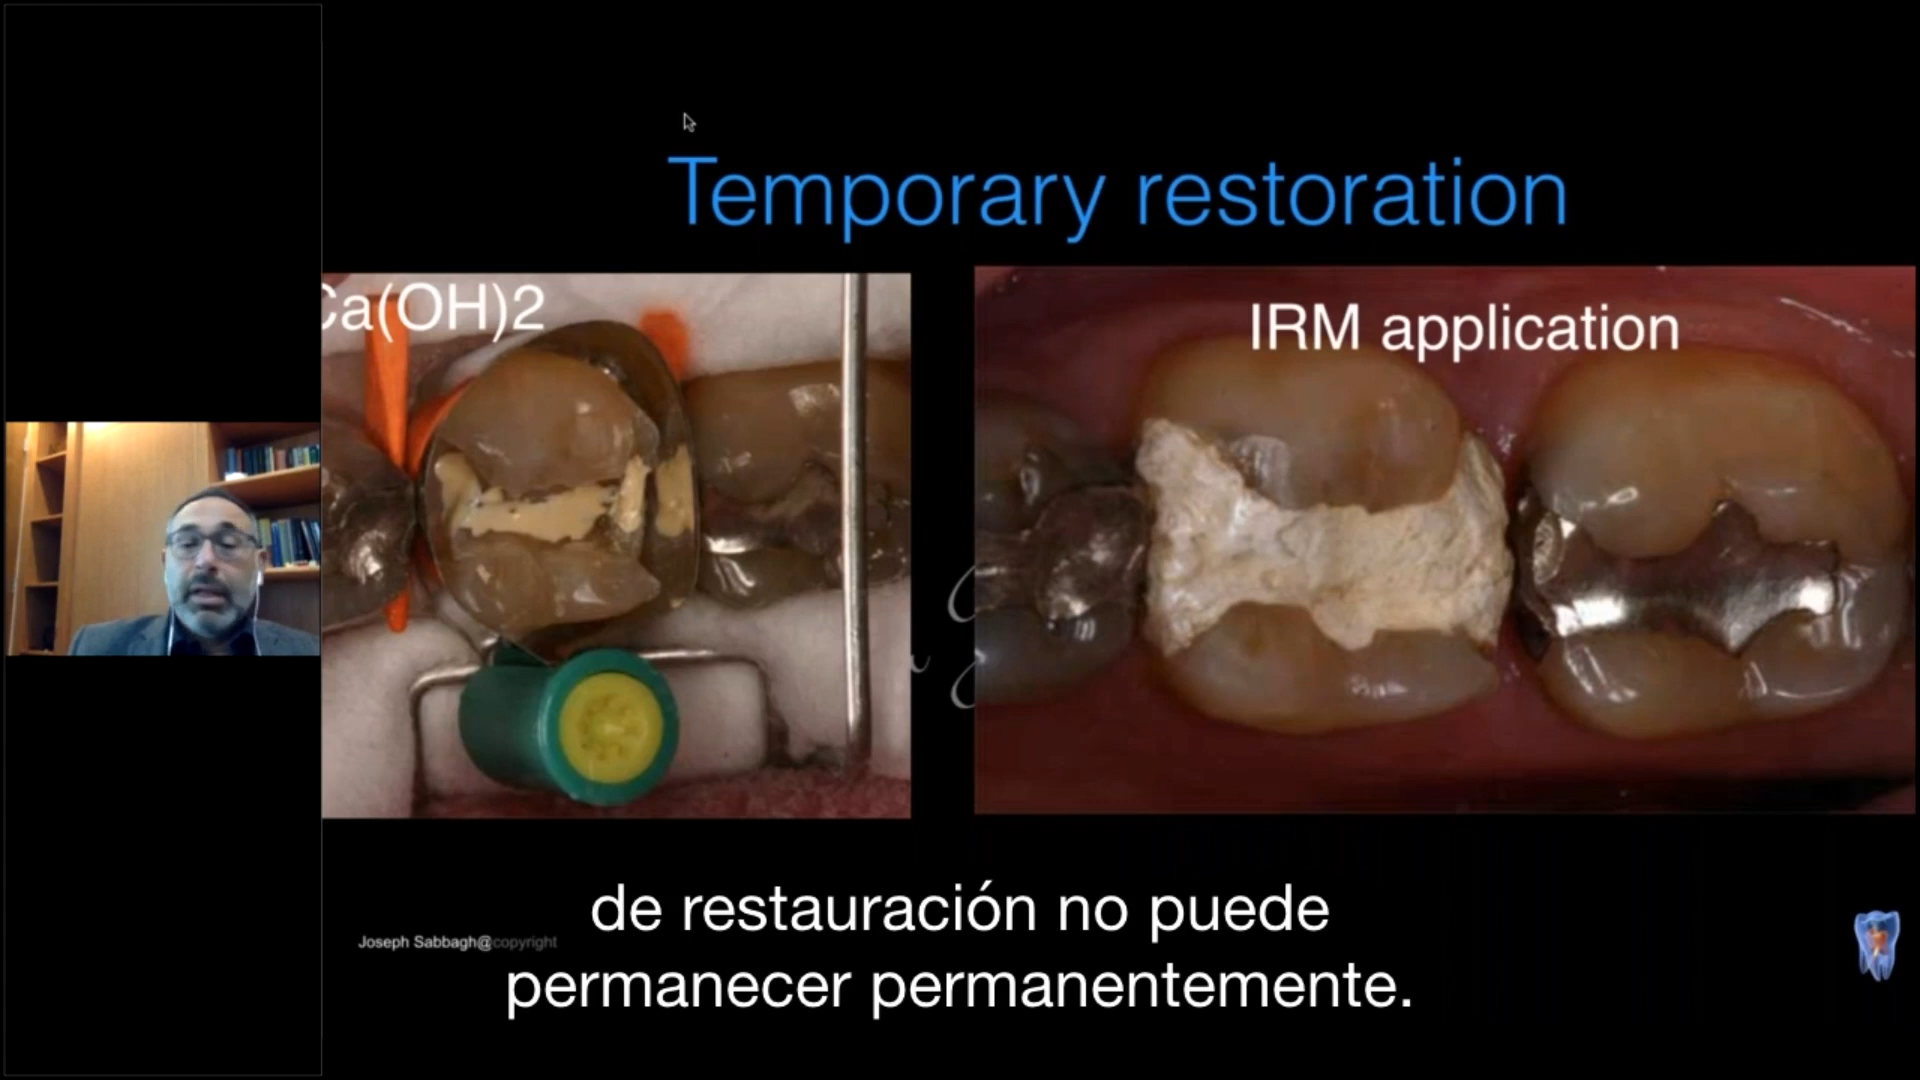 Temporary restoration
Ca(OH)2
IRM application
de restauración no puede
Joseph Sabbagh@copyright
permanecer permanentemente.